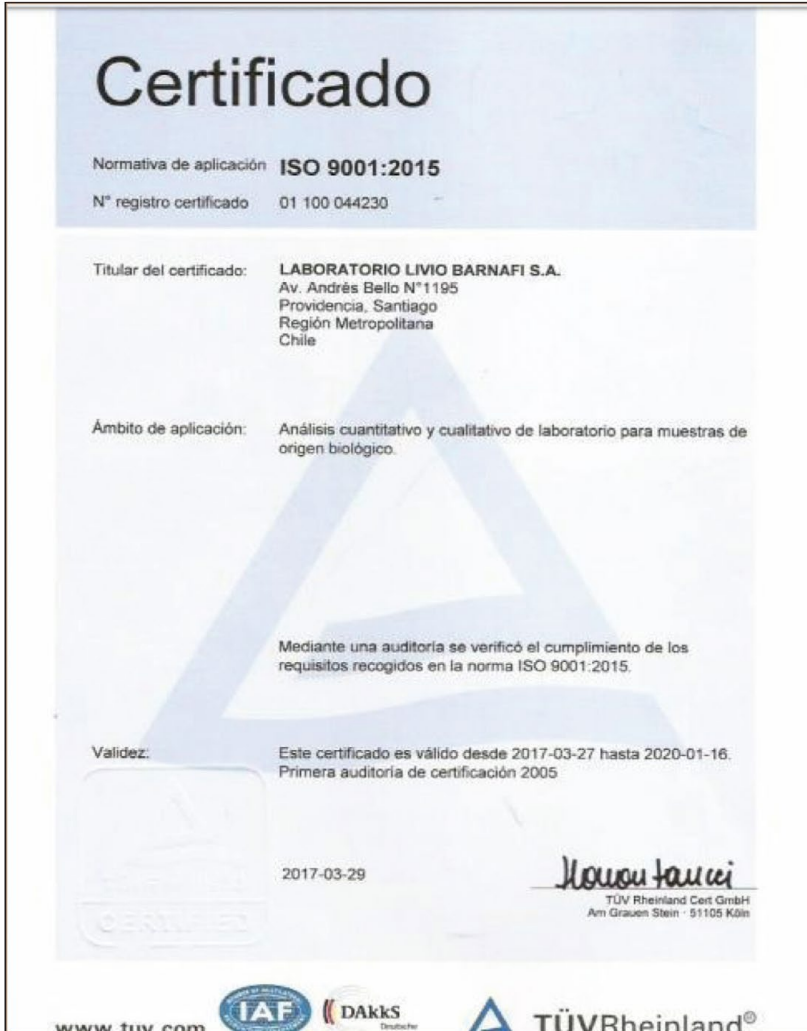 Certificado
Normativa de aplicación ISO 9001:2015
N° registro certificado 01 100 044230
Titular del certificado: LABORATORIO LIVIO BARNAFI S.A.
Av. Andrés Bello N°1195
Providencia, Santiago
Región Metropolitana
Chile
Ámbito de aplicación: Análisis cuantitativo y cualitativo de laboratorio para muestras de
origen biológico.
Mediante una auditoría se verificó el cumplimiento de los
requisitos recogidos en la norma ISO 9001:2015.
Validez: Este certificado es válido desde 2017-03-27 hasta 2020-01-16.
Primera auditoría de certificación 2005
2017-03-29
TÜV Rheinland Cert GmbH
Am Grauen Stein · 51105 Köln
CERTIFIED
www.tuv.com
IAF
DAkkS
Deutsche
TÜVRheinland®